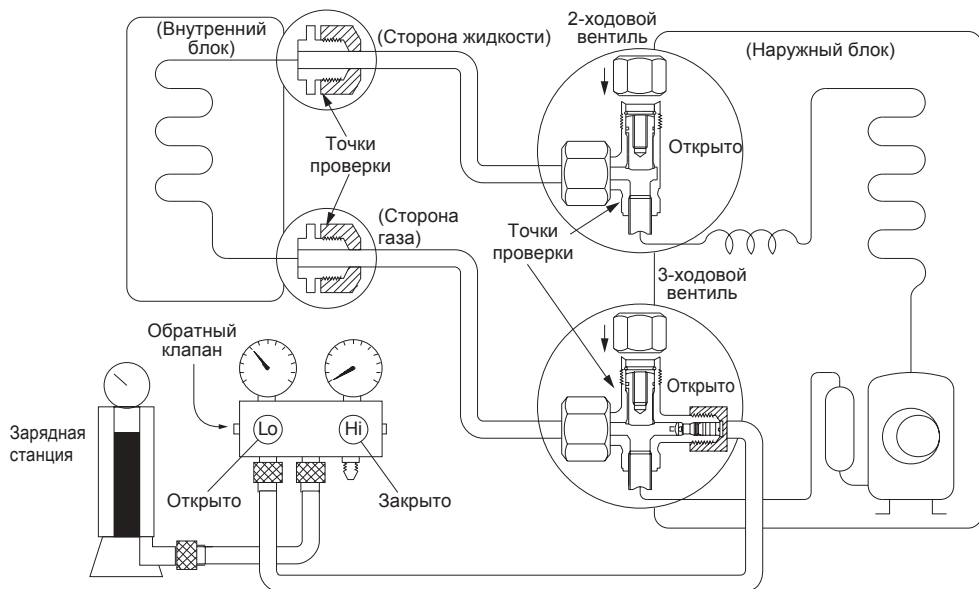 (Внутренний
блок)
(Сторона жидкости)
2-ходовой
вентиль
(Наружный блок)
Точки
проверки
Открыто
(Сторона
газа)
Точки
проверки
3-ходовой
вентиль
Обратный
клапан
Открыто
Зарядная
станция
Lo
Hi
Открыто
Закрыто